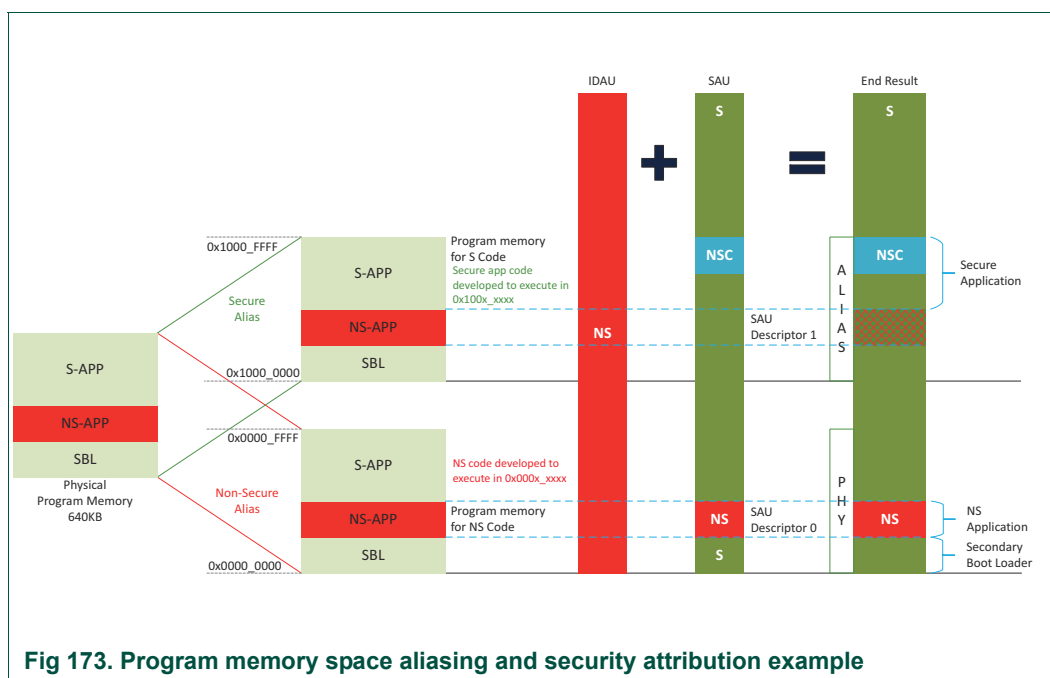 IDAU
SAU
End Result
S
S
0x1000_FFFF
S-APP
Program memory
for S Code
Secure app code
developed to execute in
0x100x_xxxx
NSC
NSC
Secure
Application
Secure
Alias
NS-APP
NS
SAU
Descriptor 1
A
L
I
A
S
S-APP
0x1000_0000
SBL
NS-APP
0x0000_FFFF
SBL
S-APP
NS code developed to
execute in 0x000x_xxxx
P
H
Y
Physical
Program Memory
640KB
Non-Secure
Alias
NS-APP
Program memory
for NS Code
NS
SAU
Descriptor 0
NS
NS
Application
SBL
S
Secondary
Boot Loader
0x0000_0000
Fig 173. Program memory space aliasing and security attribution example